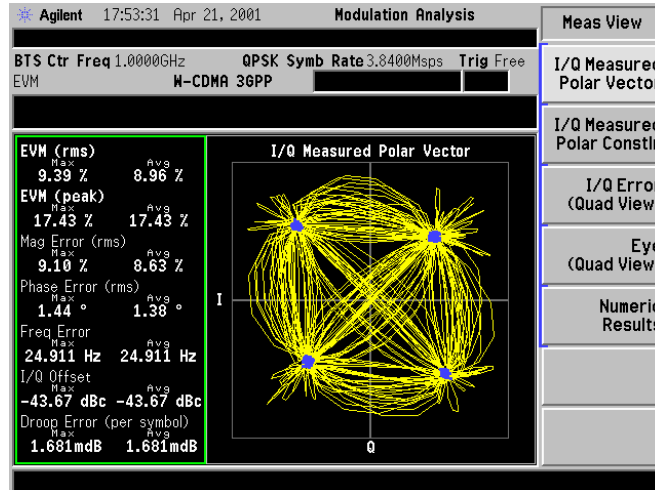 Agilent 17:53:31 Apr 21, 2001 Modulation Analysis
Meas View
BTS Ctr Freq 1.0000GHz QPSK Symb Rate 3.8400Msps Trig Free
EVM W-CDMA 3GPP
I/Q Measured
Polar Vector
I/Q Measured
Polar Constln
I/Q Error
(Quad View
Eye
(Quad View
Numeric
Results
EVM (rms)
Max Avg
9.39 % 8.96 %
EVM (peak)
Max Avg
17.43 % 17.43 %
Mag Error (rms)
Max Avg
9.10 % 8.63 %
Phase Error (rms)
Max Avg
1.44 ° 1.38 °
Freq Error
Max Avg
24.911 Hz 24.911 Hz
I/Q Offset
Max Avg
-43.67 dBc -43.67 dBc
Droop Error (per symbol)
Max Avg
1.681mdB 1.681mdB
I/Q Measured Polar Vector
I
Q